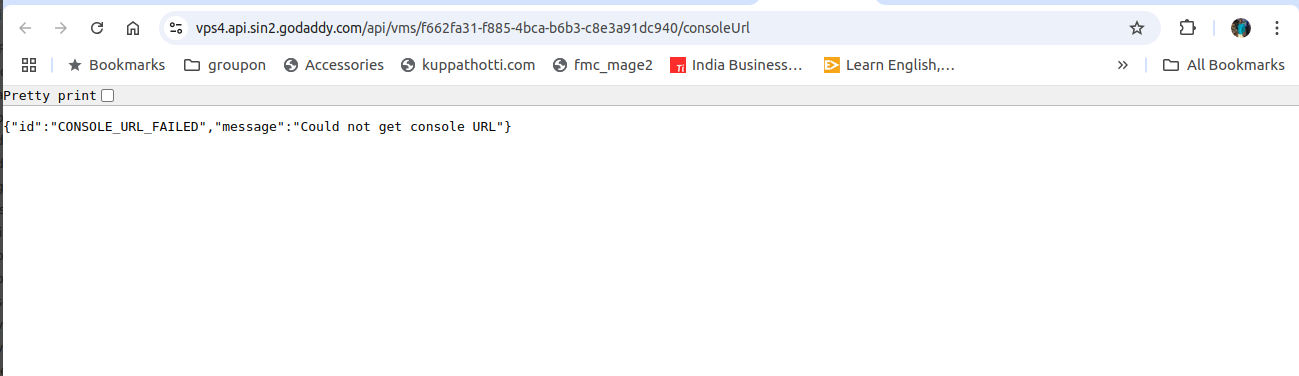 vps4.api.sin2.godaddy.com/api/vms/f662fa31-f885-4bca-b6b3-c8e3a91dc940/consoleUrl
Bookmarks groupon Accessories kuppathotti.com fmc_mage2 Ti India Business... Learn English,... » All Bookmarks
Pretty print
{"id":"CONSOLE_URL_FAILED","message":"Could not get console URL"}